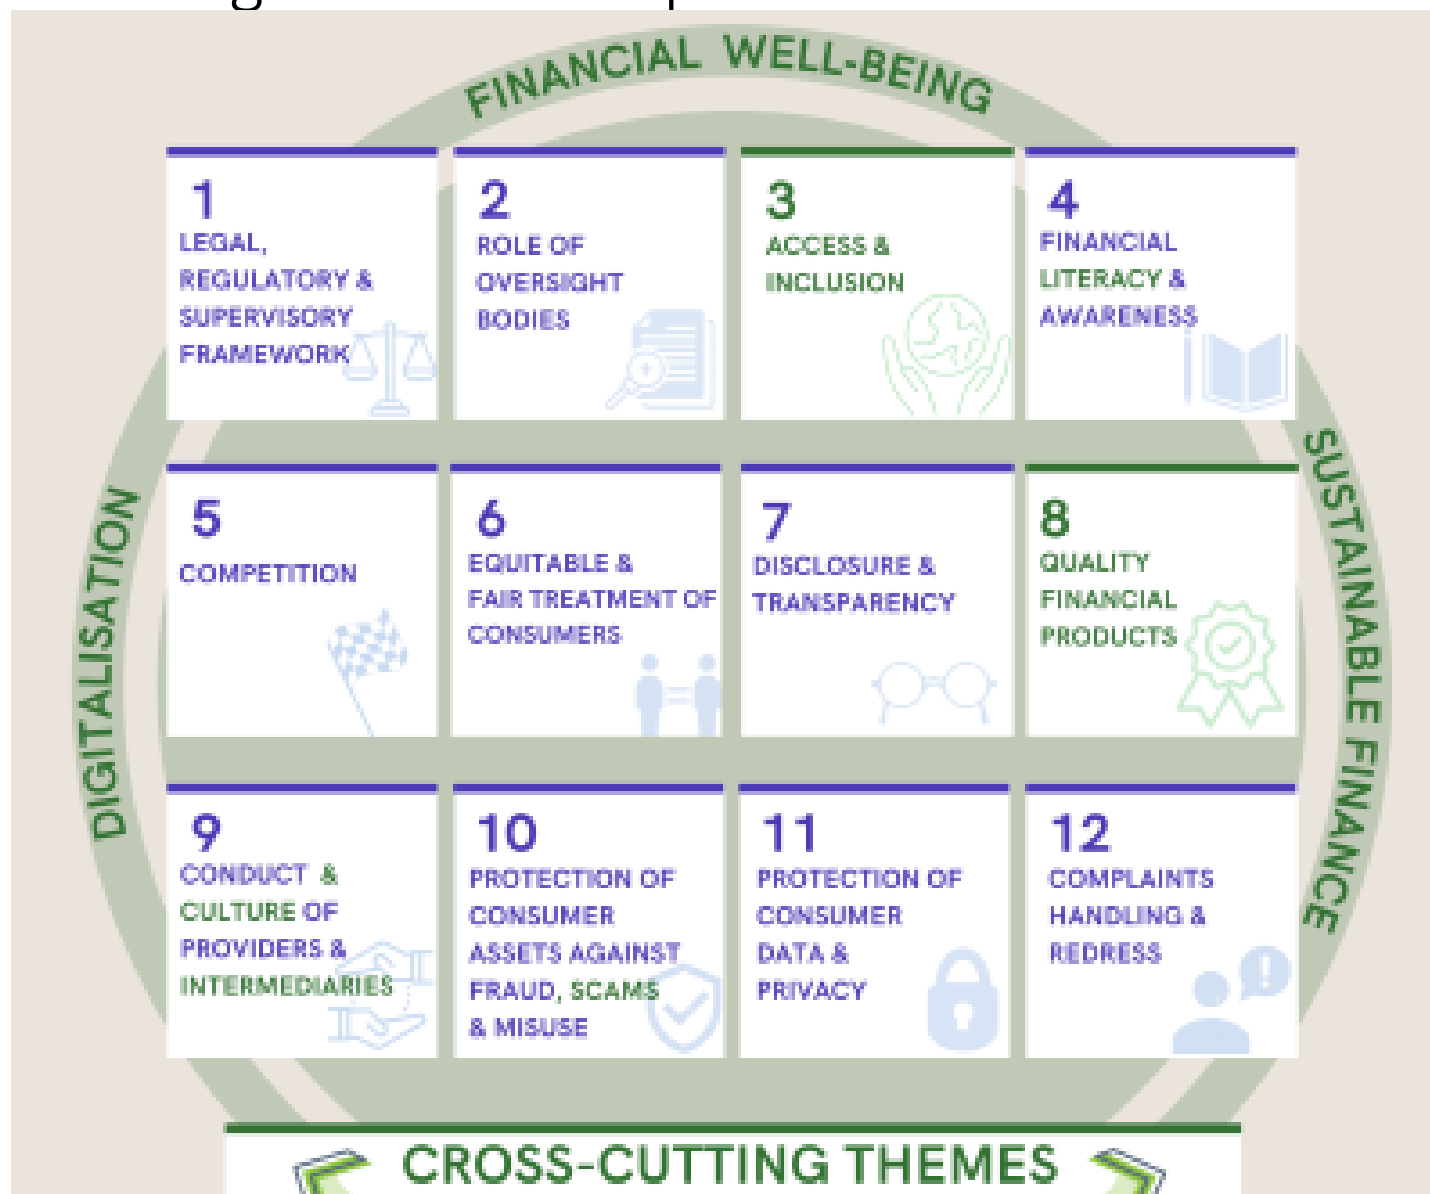 FINANCIAL WELL-BEING
1
LEGAL,
REGULATORY &
SUPERVISORY
FRAMEWORK
2
ROLE OF
OVERSIGHT
BODIES
3
ACCESS &
INCLUSION
4
FINANCIAL
LITERACY &
AWARENESS
5
COMPETITION
6
EQUITABLE &
FAIR TREATMENT OF
CONSUMERS
7
DISCLOSURE &
TRANSPARENCY
8
QUALITY
FINANCIAL
PRODUCTS
9
CONDUCT &
CULTURE OF
PROVIDERS &
INTERMEDIARIES
10
PROTECTION OF
CONSUMER
ASSETS AGAINST
FRAUD, SCAMS
& MISUSE
11
PROTECTION OF
CONSUMER
DATA &
PRIVACY
12
COMPLAINTS
HANDLING &
REDRESS
DIGITALISATION
SUSTAINABLE FINANCE
CROSS-CUTTING THEMES